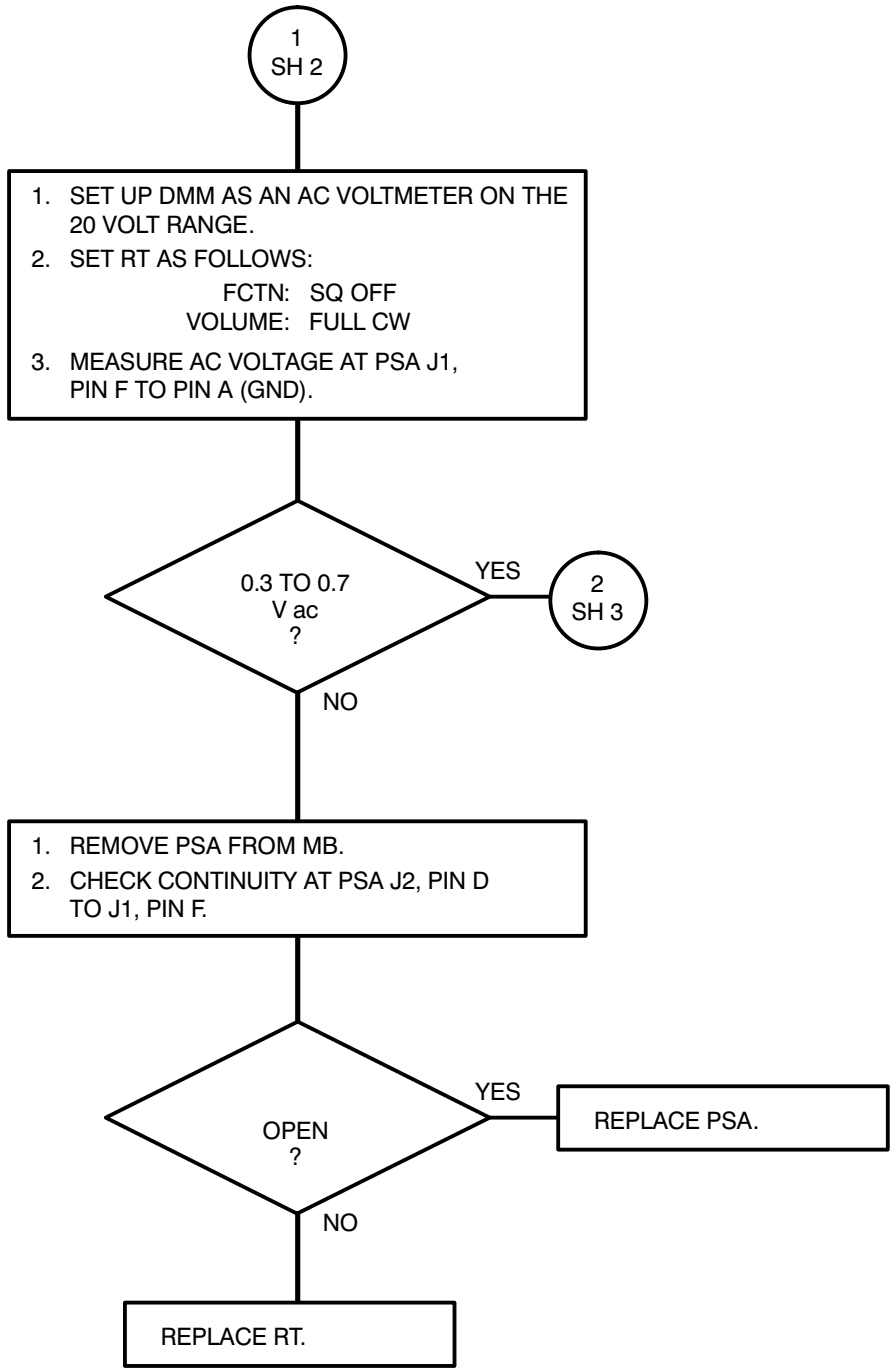 1
SH 2
1. SET UP DMM AS AN AC VOLTMETER ON THE
20 VOLT RANGE.
2. SET RT AS FOLLOWS:
FCTN: SQ OFF
VOLUME: FULL CW
3. MEASURE AC VOLTAGE AT PSA J1,
PIN F TO PIN A (GND).
0.3 TO 0.7
V ac
?
YES
2
SH 3
NO
1. REMOVE PSA FROM MB.
2. CHECK CONTINUITY AT PSA J2, PIN D
TO J1, PIN F.
OPEN
?
YES
REPLACE PSA.
NO
REPLACE RT.